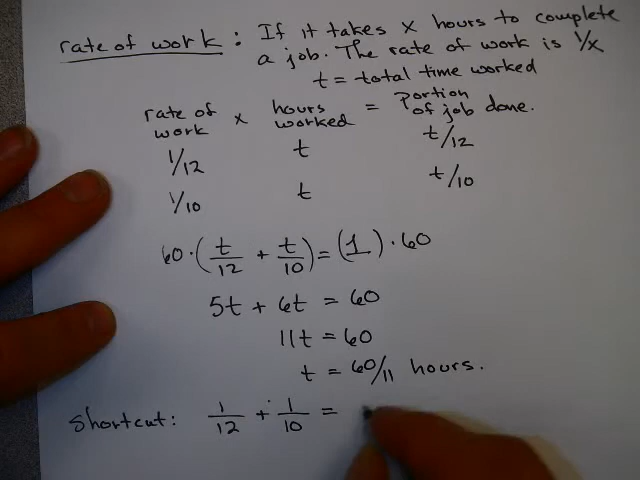 rate of work : If it takes x hours to complete
a job. The rate of work is 1/x
t = total time worked
rate of work × hours worked = Portion of job done.
1/12 t t/12
1/10 t t/10
60·(t/12 + t/10) = (1)·60
5t + 6t = 60
11t = 60
t = 60/11 hours.
Shortcut: 1/12 + 1/10 =